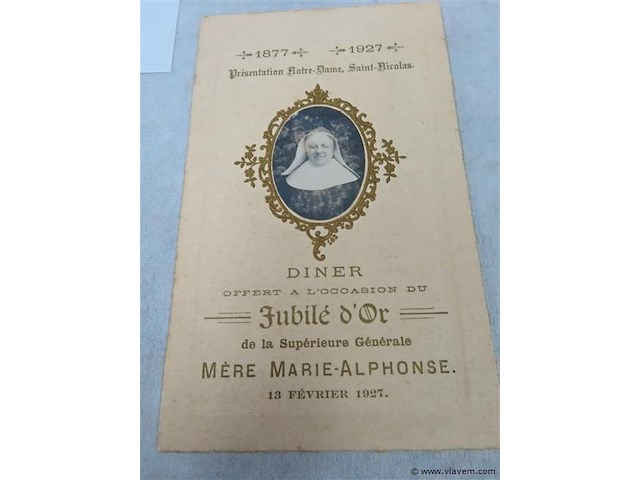 1877 1927
Présentation Notre-Dame, Saint-Nicolas.
DINER
OFFERT A L'OCCASION DU
Jubilé d'Or
de la Supérieure Générale
MÈRE MARIE-ALPHONSE.
13 FÉVRIER 1927.
© www.vlavem.com